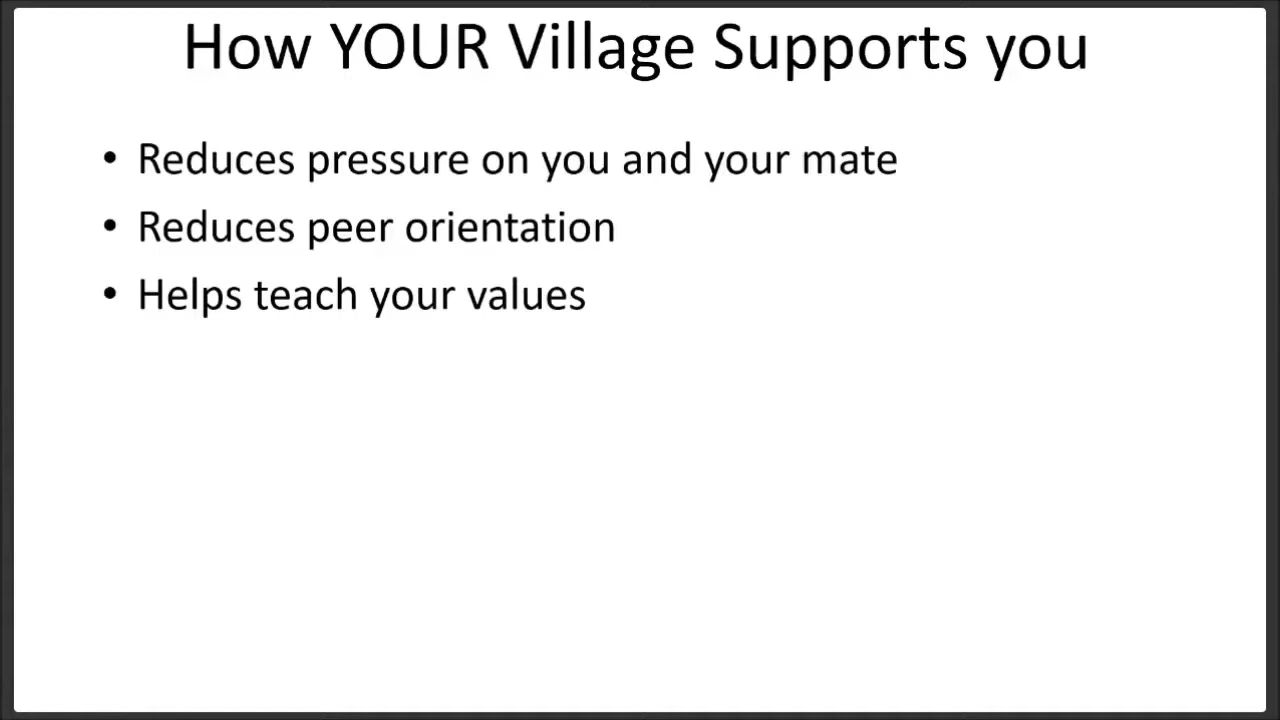 How YOUR Village Supports you
• Reduces pressure on you and your mate
• Reduces peer orientation
• Helps teach your values